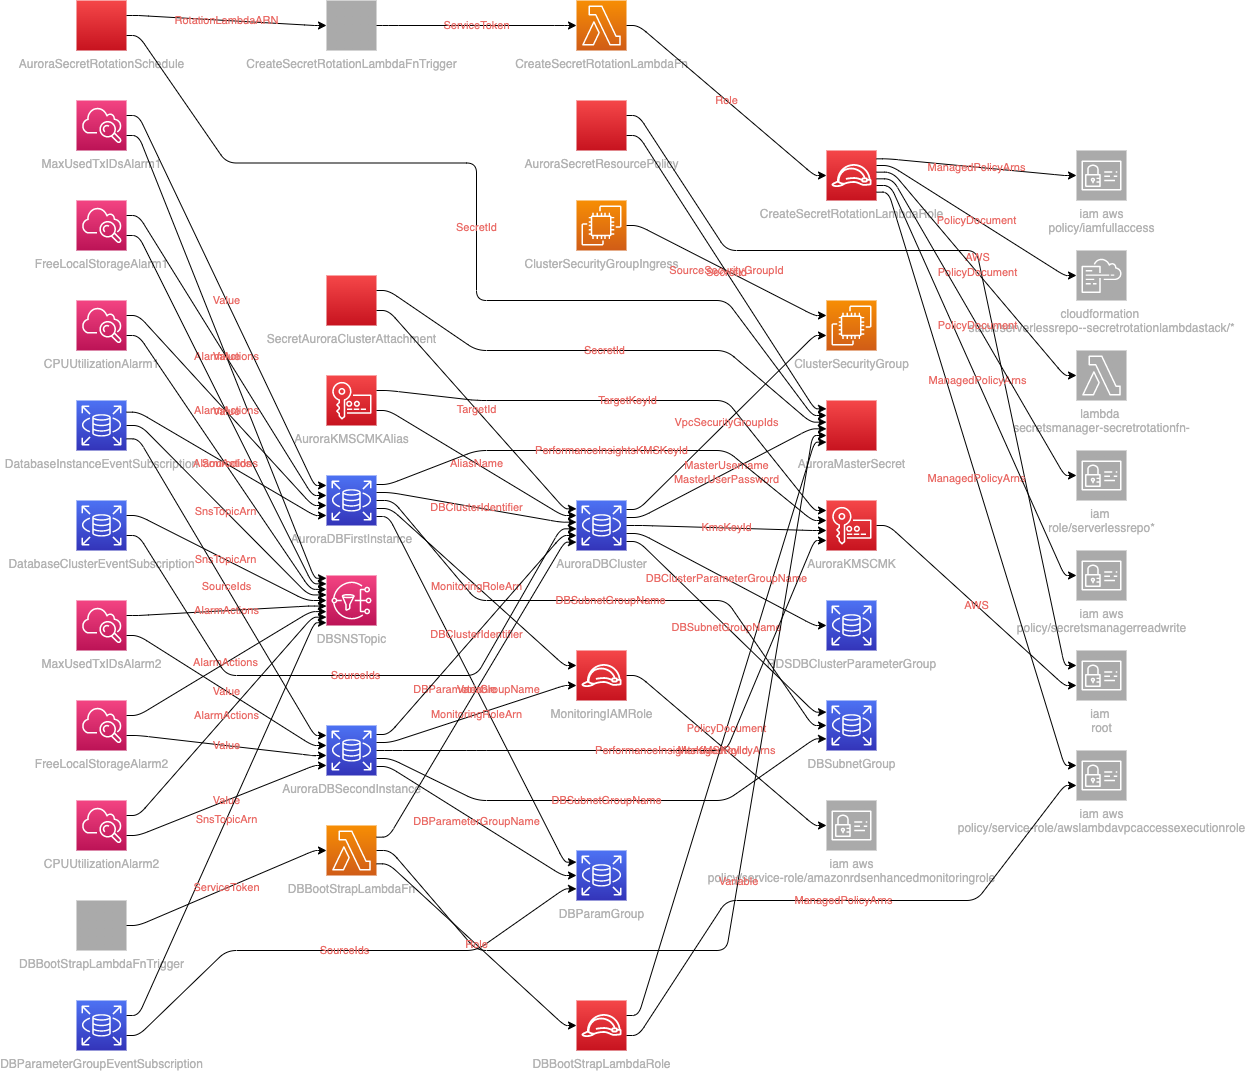 RotationLambdaARN
ServiceToken
AuroraSecretRotationSchedule
CreateSecretRotationLambdaFnTrigger
CreateSecretRotationLambdaFn
Role
MaxUsedTxIDsAlarm1
AuroraSecretResourcePolicy
ManagedPolicyArns
CreateSecretRotationLambdaRole
iam aws
policy/iamfullaccess
PolicyDocument
SecretId
FreeLocalStorageAlarm1
ClusterSecurityGroupIngress
AWS
SourceSecurityGroupId
PolicyDocument
Value
cloudformation
PolicyDocument
SecretAuroraClusterAttachment
SecretId
CPUUtilizationAlarm1
ClusterSecurityGroup
ManagedPolicyArns
TargetKeyId
TargetId
lambda
secretsmanager-secretrotationfn-
VpcSecurityGroupIds
AuroraKMSCMKAlias
PerformanceInsightsKMSKeyId
DatabaseInstanceEventSubscription
AliasName
MasterUsername
AuroraMasterSecret
MasterUserPassword
ManagedPolicyArns
SnsTopicArn
DBClusterIdentifier
iam
role/serverlessrepo*
KmsKeyId
AuroraDBFirstInstance
DatabaseClusterEventSubscription
SnsTopicArn
AuroraDBCluster
AuroraKMSCMK
SourceIds
MonitoringRoleArn
DBClusterParameterGroupName
DBSubnetGroupName
AWS
AlarmActions
iam aws
policy/secretsmanagerreadwrite
DBSNSTopic
DBClusterIdentifier
DBSubnetGroupName
MaxUsedTxIDsAlarm2
AlarmActions
RDSDBClusterParameterGroup
SourceIds
Value
DBParameterGroupName
MonitoringIAMRole
AlarmActions
MonitoringRoleArn
iam
root
PolicyDocument
Value
FreeLocalStorageAlarm2
PerformanceInsightsKMSKeyId
ManagedPolicyArns
DBSubnetGroup
AuroraDBSecondInstance
Value
DBSubnetGroupName
SnsTopicArn
DBParameterGroupName
iam aws
policy/service-role/awslambdavpcaccessexecutionrole
CPUUtilizationAlarm2
iam aws
policy/service-role/amazonrdsenhancedmonitoringrole
ServiceToken
DBBootStrapLambdaFn
Variable
ManagedPolicyArns
DBParamGroup
Role
SourceIds
DBBootStrapLambdaFnTrigger
DBParameterGroupEventSubscription
DBBootStrapLambdaRole